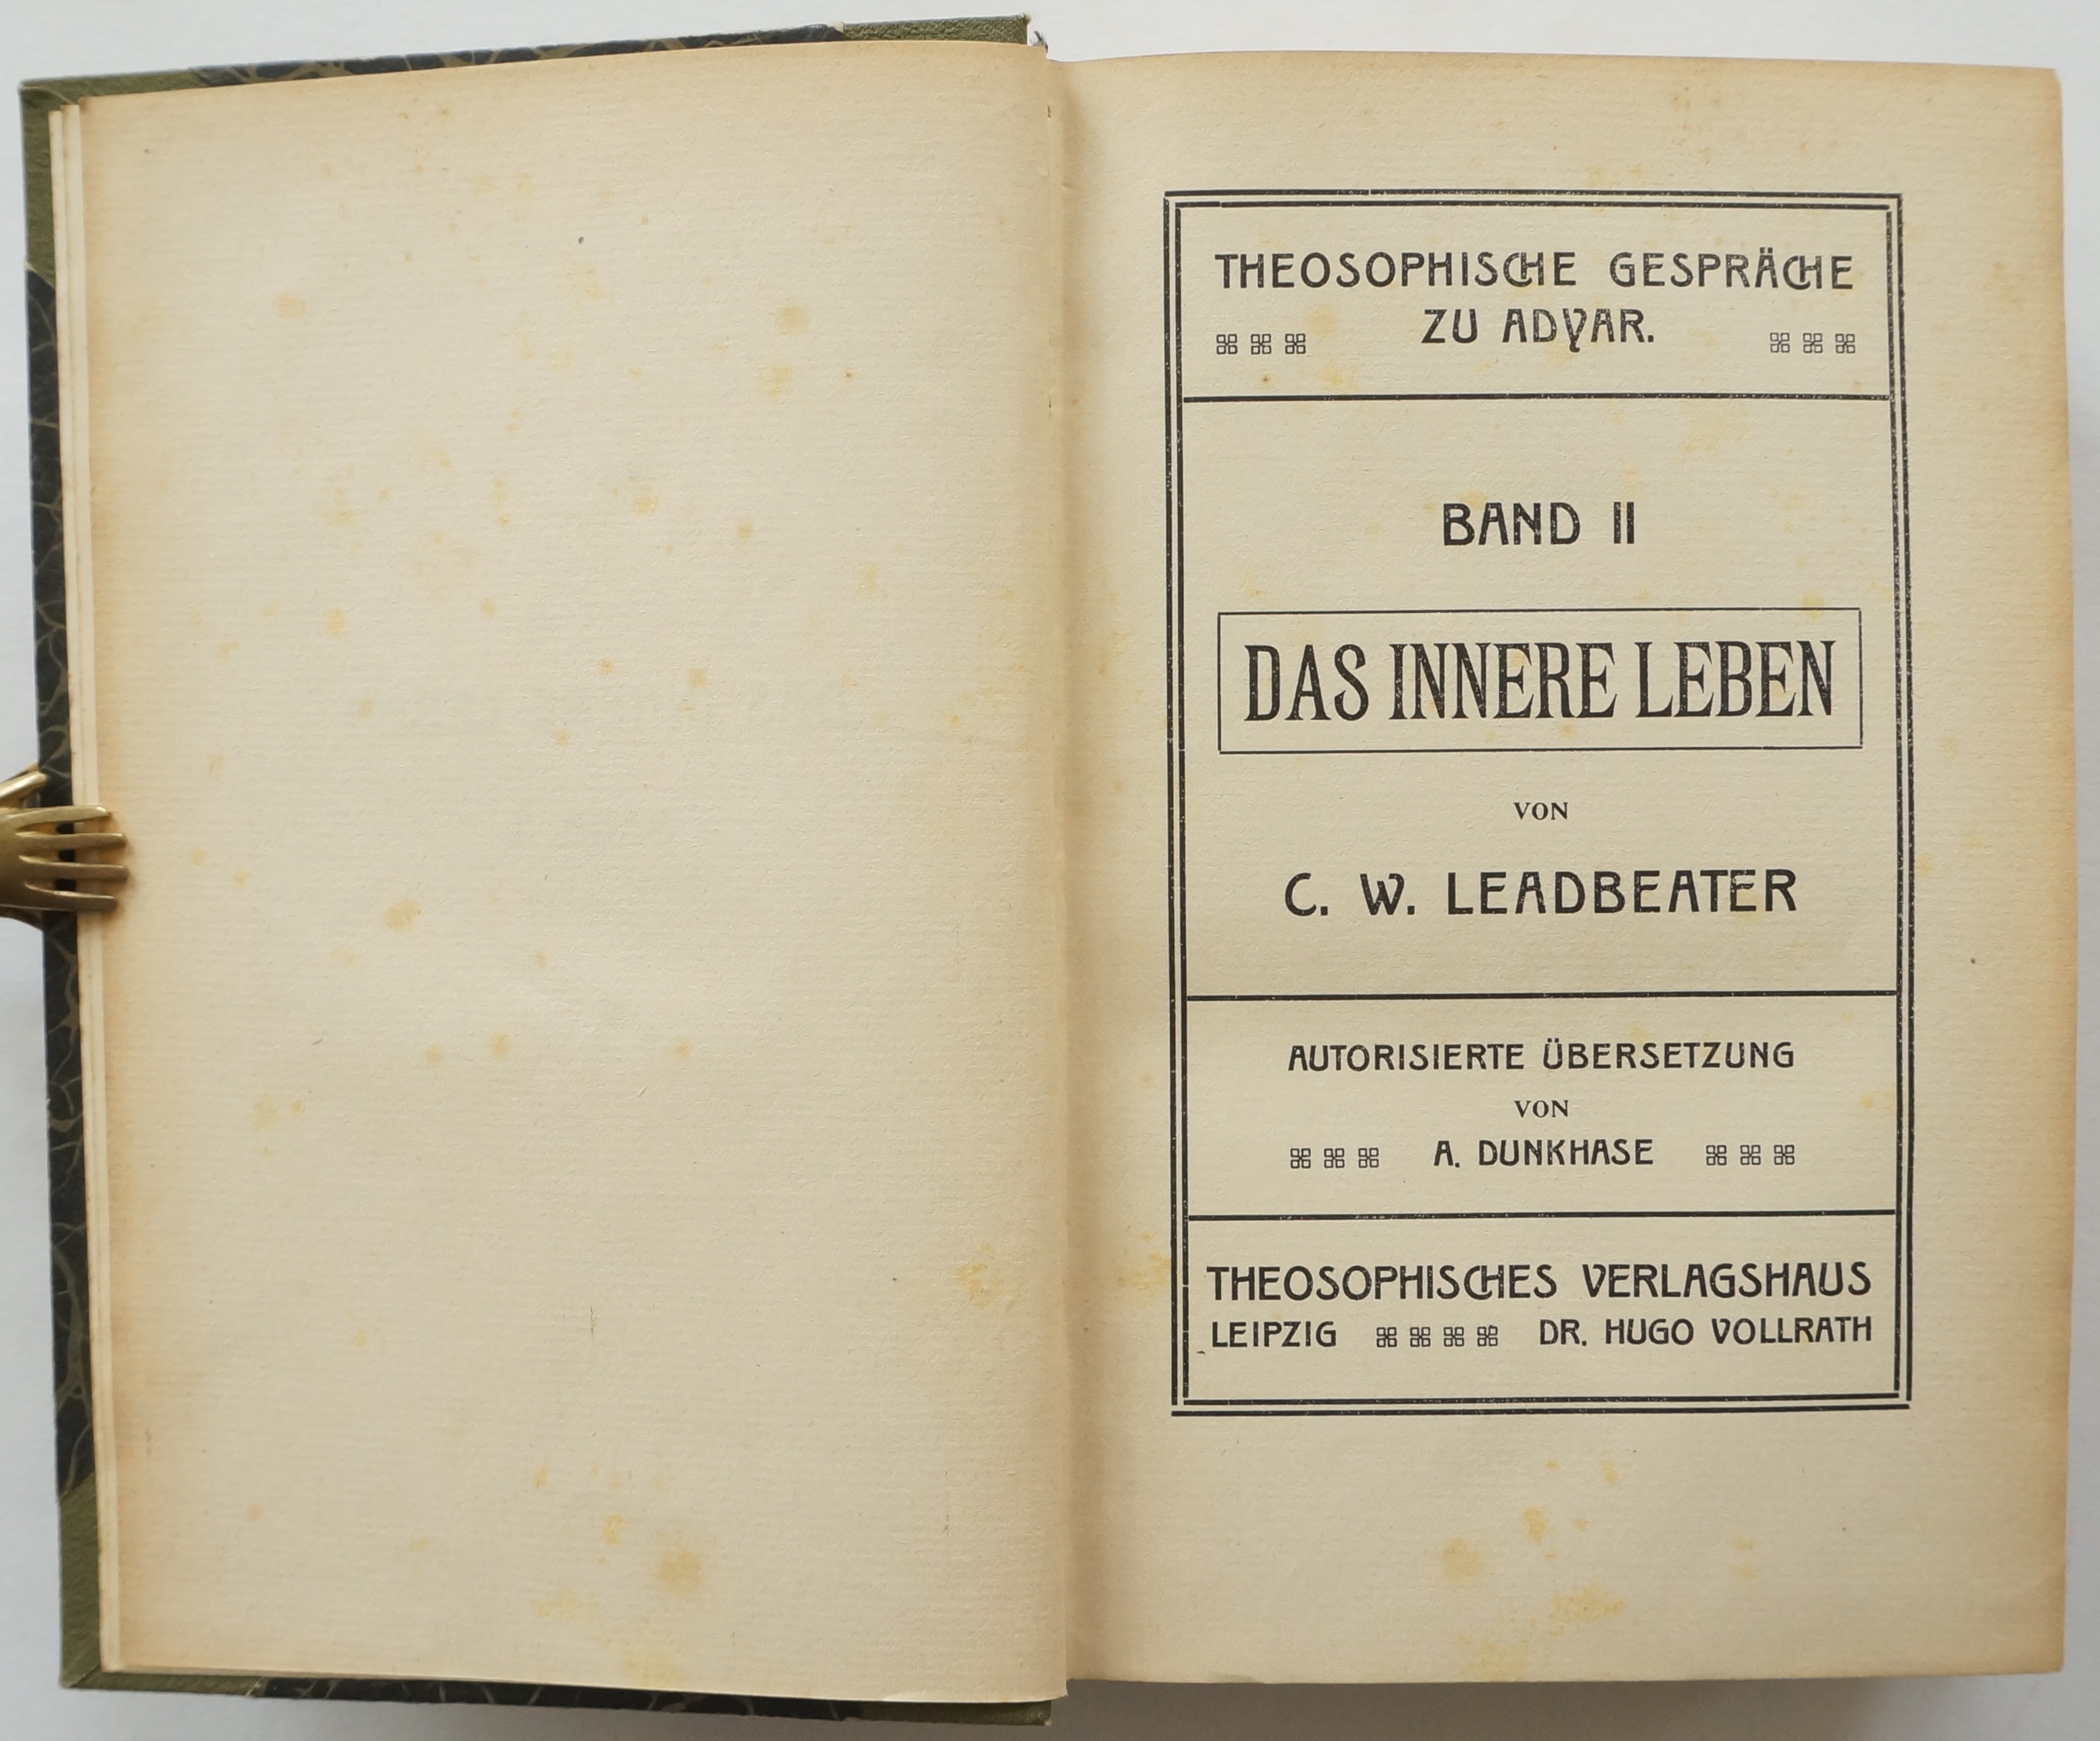 THEOSOPHISCHE GESPRÄCHE
ZU ADYAR.
BAND II
DAS INNERE LEBEN
VON
C. W. LEADBEATER
AUTORISIERTE ÜBERSETZUNG
VON
A. DUNKHASE
THEOSOPHISCHES VERLAGSHAUS
LEIPZIG DR. HUGO VOLLRATH